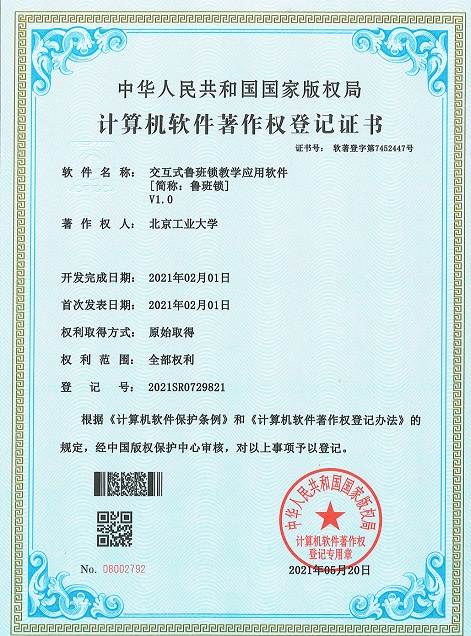 中华人民共和国国家版权局
计算机软件著作权登记证书
证书号： 软著登字第7452447号
软件名称： 交互式鲁班锁教学应用软件
[简称：鲁班锁]
V1.0
著作权人： 北京工业大学
开发完成日期： 2021年02月01日
首次发表日期： 2021年02月01日
权利取得方式： 原始取得
权利范围： 全部权利
登记号： 2021SR0729821
根据《计算机软件保护条例》和《计算机软件著作权登记办法》的
规定，经中国版权保护中心审核，对以上事项予以登记。
中华人民共和国国家版权局
计算机软件著作权
登记专用章
No. 08002792
2021年05月20日